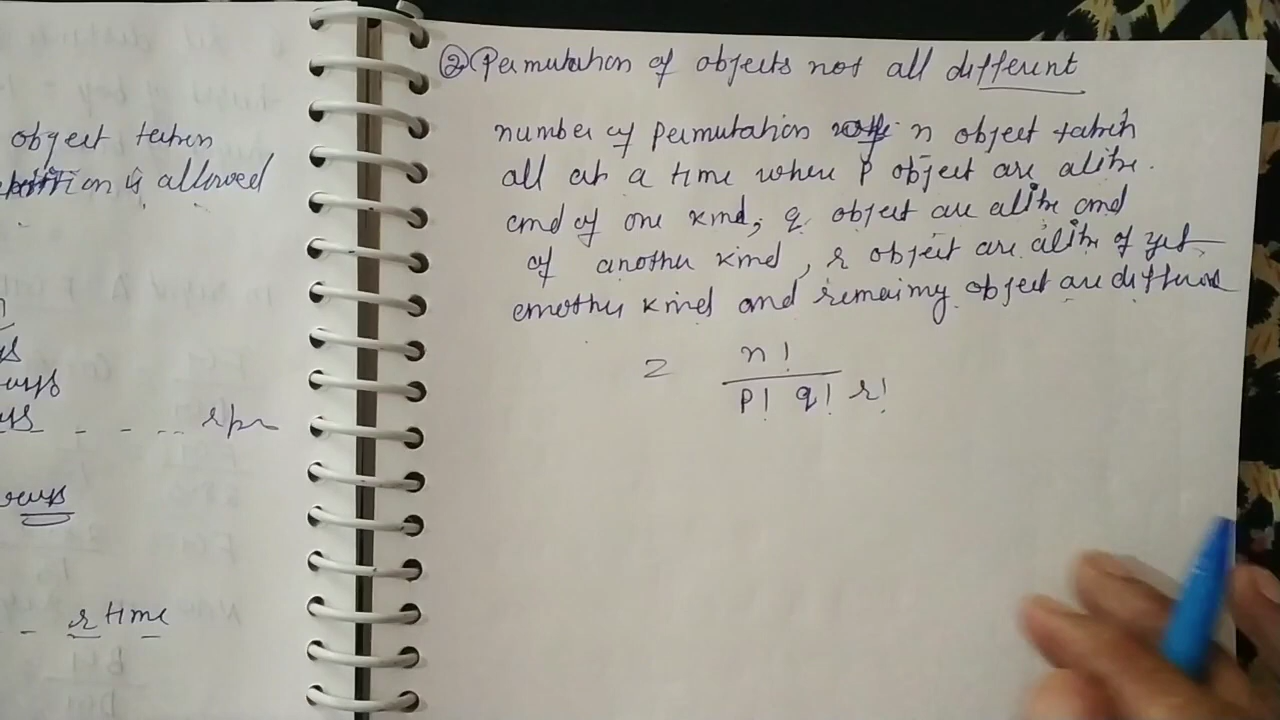 object taken
is allowed
rpn
r time
② Permutation of objects not all different
number of permutation of n object taken
all at a time where P object are alike
and of one kind, q object are alike and
of another kind, r object are alike of yet
another kind and remaining object are different
= n!
P! q! r!